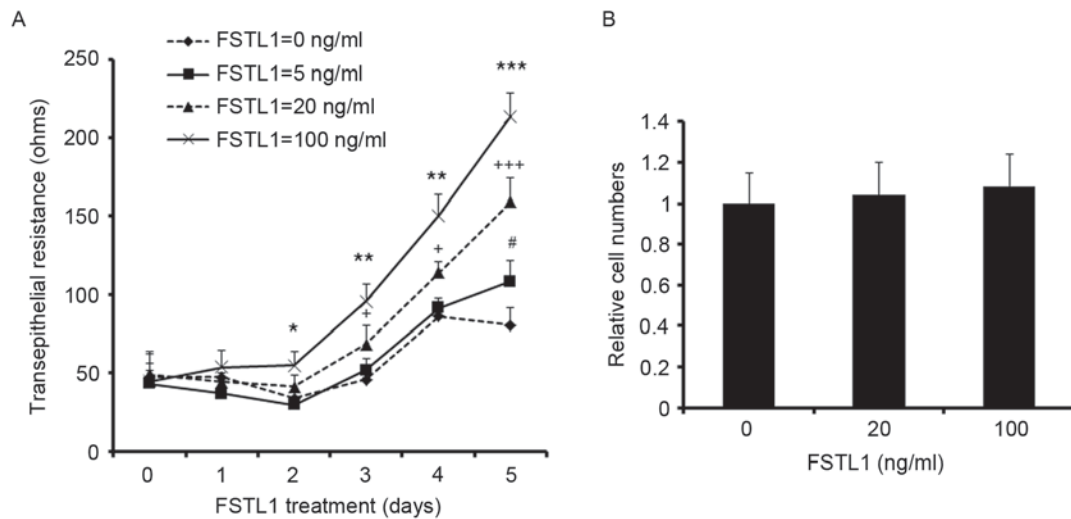 A
FSTL1=0 ng/ml
FSTL1=5 ng/ml
FSTL1=20 ng/ml
FSTL1=100 ng/ml
Transepithelial resistance (ohms)
250
200
150
100
50
0
***
+++
#
**
+
**
+
*
0 1 2 3 4 5
FSTL1 treatment (days)
B
Relative cell numbers
1.4
1.2
1
0.8
0.6
0.4
0.2
0
0 20 100
FSTL1 (ng/ml)